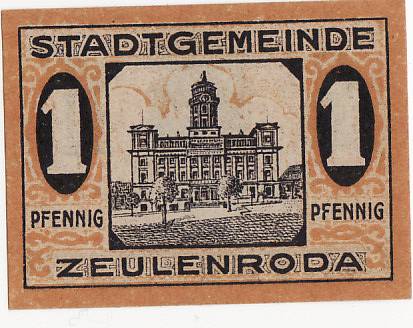 STADTGEMEINDE
1 1
PFENNIG PFENNIG
ZEULENRODA